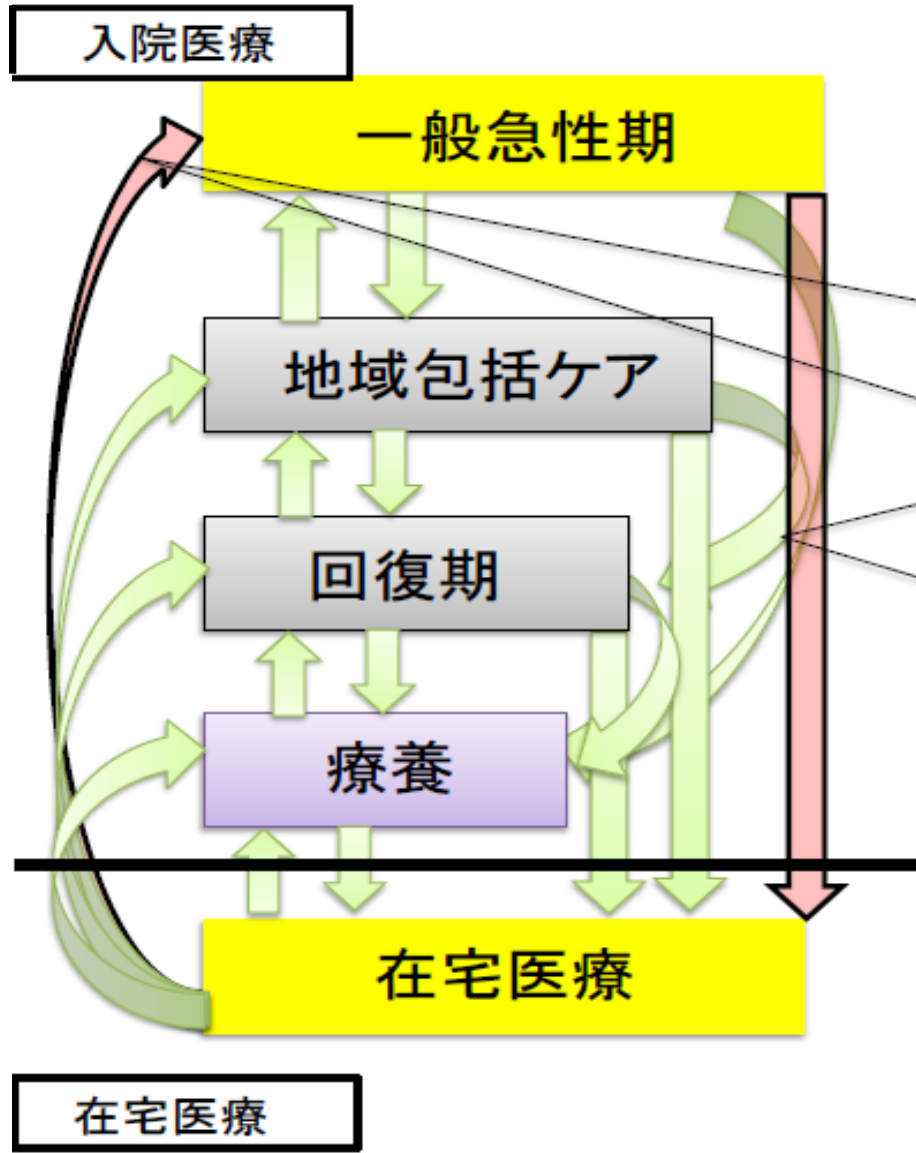 入院医療
一般急性期
地域包括ケア
回復期
療養
在宅医療
在宅医療